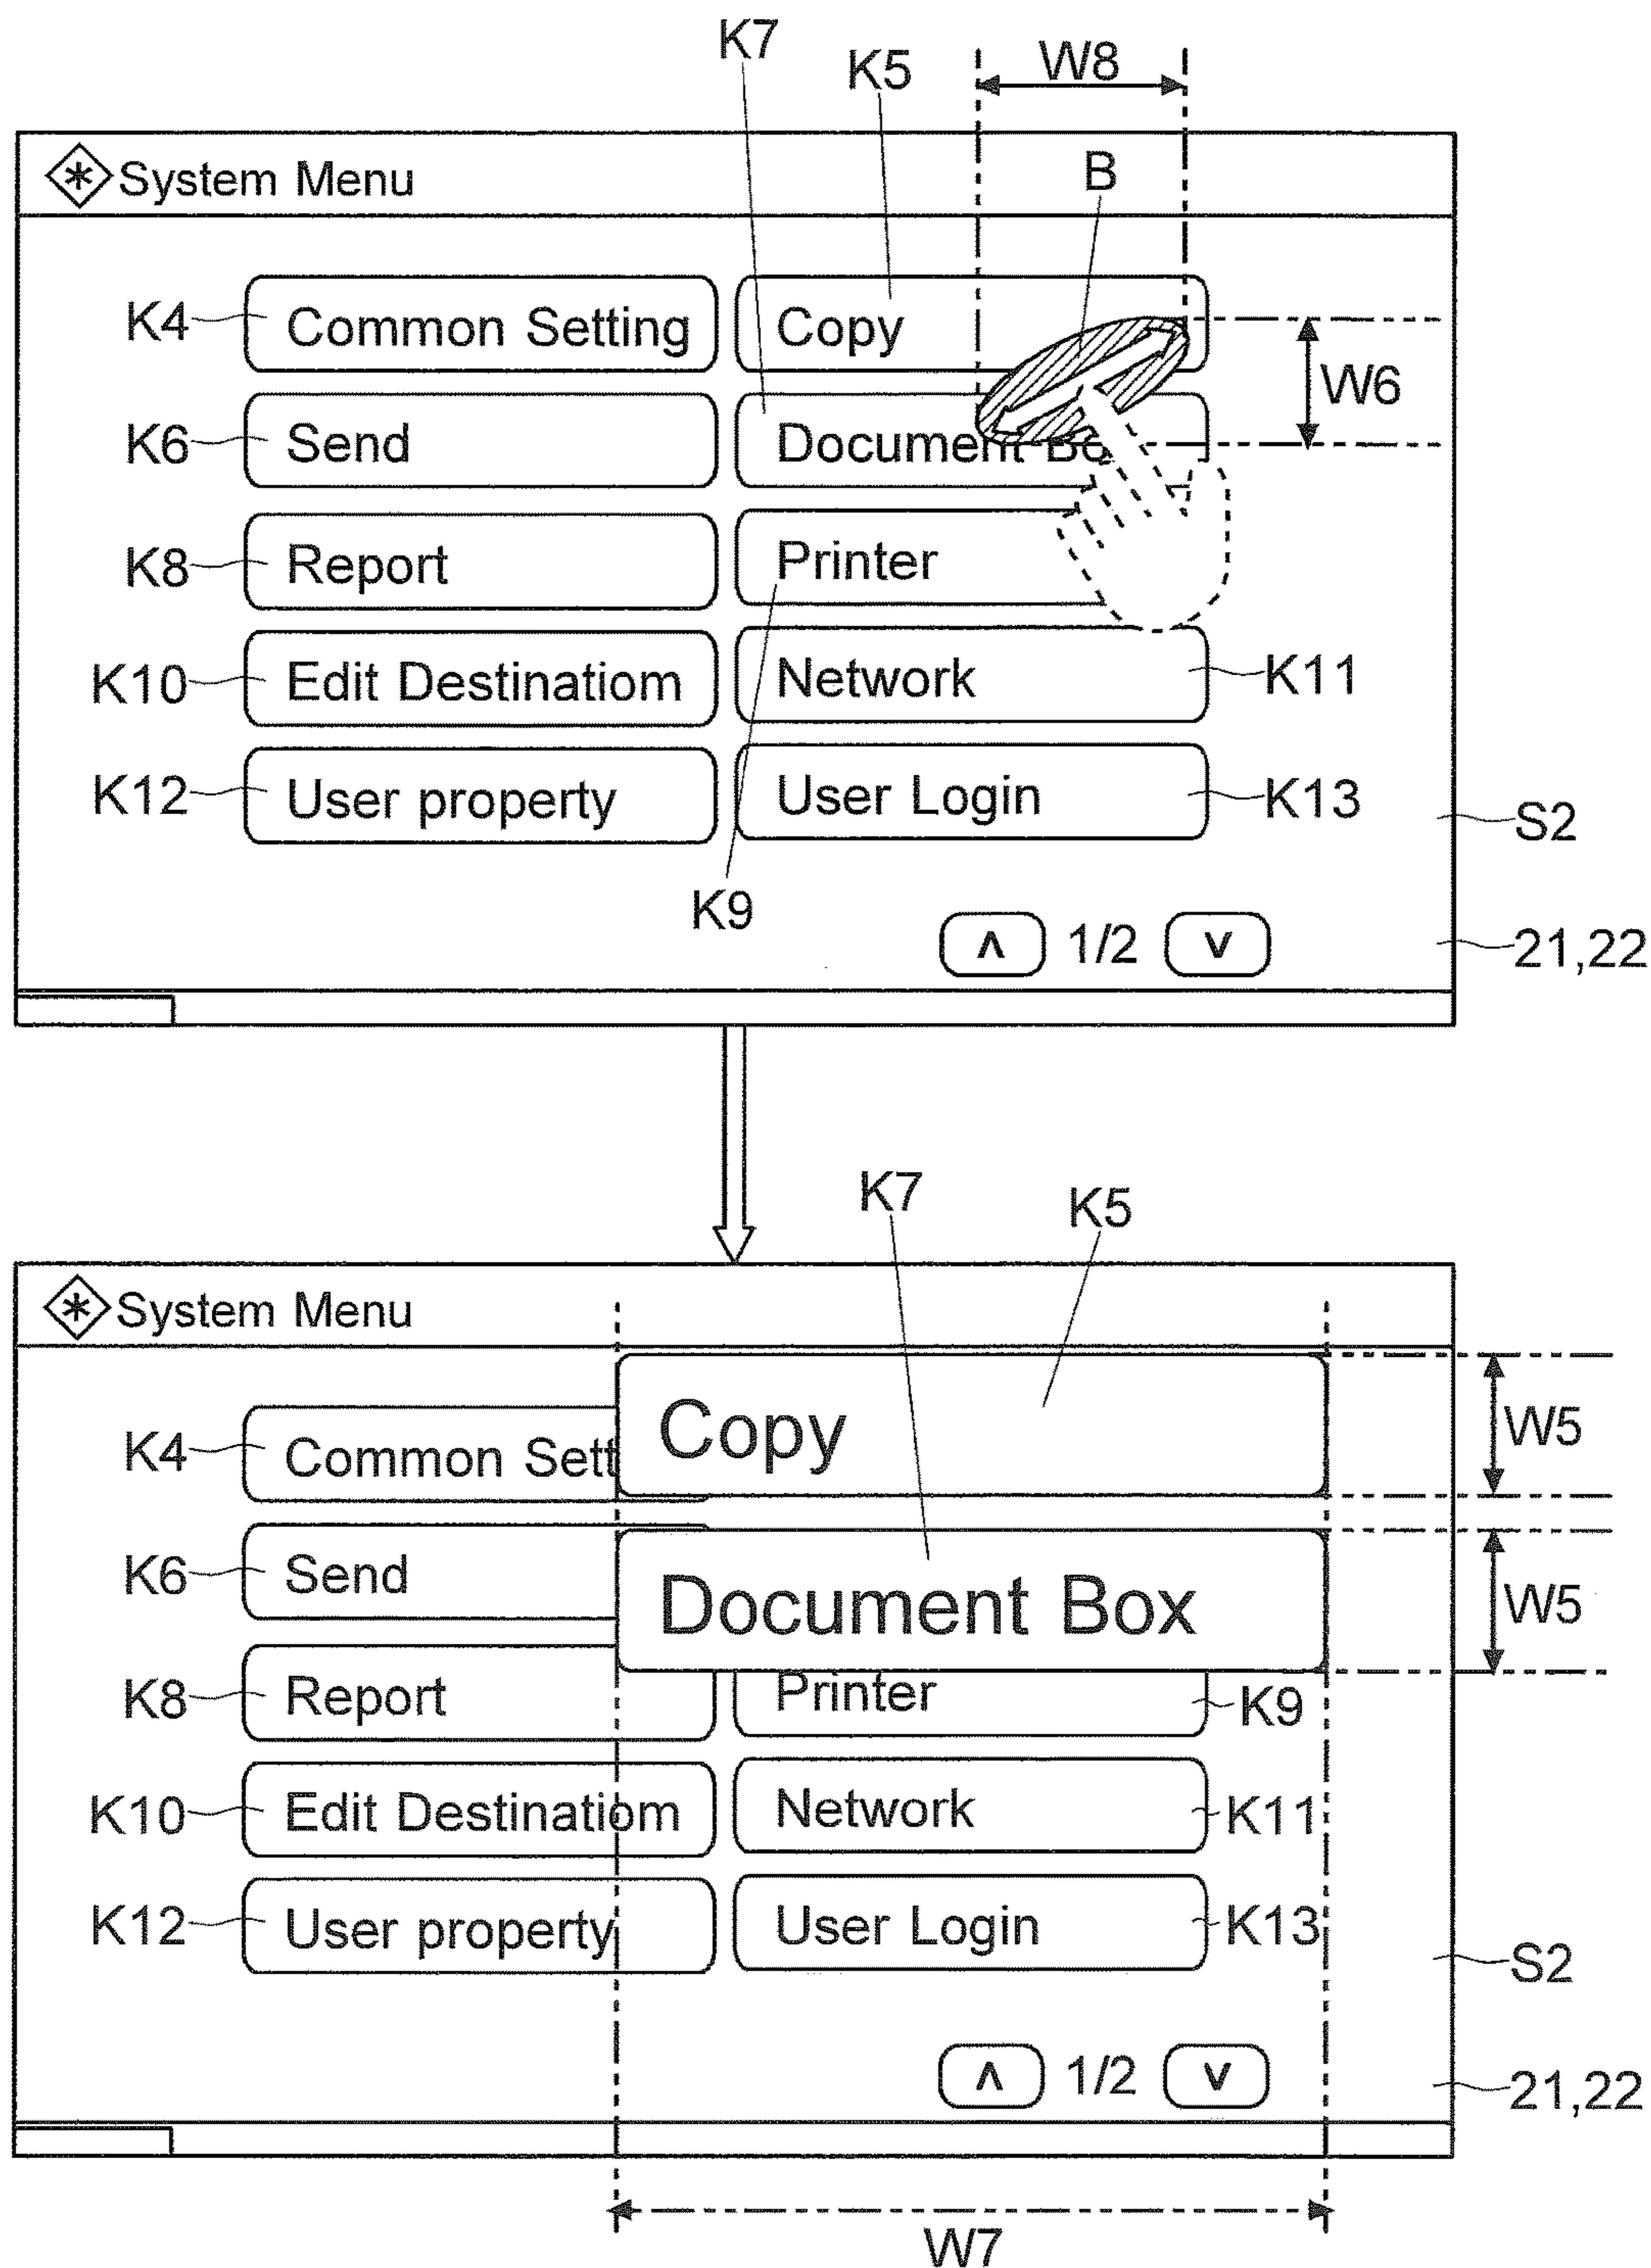 K7
K5
W8
B
System Menu
K4 Common Setting Copy
W6
K6 Send Document Bo
K8 Report Printer
K10 Edit Destinatiom Network K11
K12 User property User Login K13
S2
K9
∧ 1/2 ∨
21,22
K7
K5
System Menu
Copy W5
K4 Common Sett
K6 Send Document Box W5
K8 Report Printer K9
K10 Edit Destinatiom Network K11
K12 User property User Login K13
S2
∧ 1/2 ∨
21,22
W7